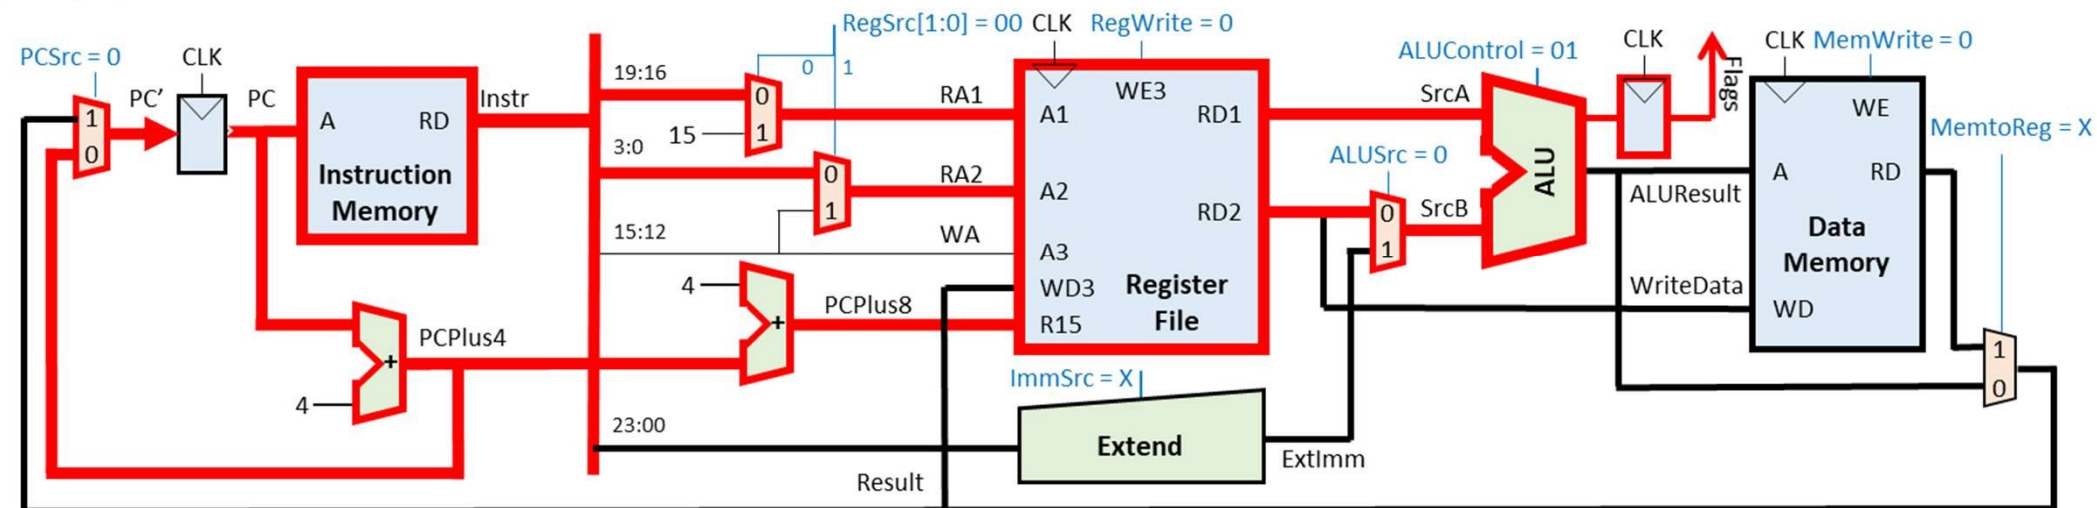 PCSrc = 0
CLK
PC'
PC
1
0
A
RD
Instruction
Memory
Instr
4
+
PCPlus4
19:16
15
3:0
15:12
23:00
RegSrc[1:0] = 00
0
1
0
1
0
1
4
+
PCPlus8
RA1
RA2
WA
Result
CLK
RegWrite = 0
WE3
A1
RD1
A2
RD2
A3
WD3
R15
Register
File
ImmSrc = X
Extend
ExtImm
ALUSrc = 0
0
1
SrcA
SrcB
ALUControl = 01
ALU
CLK
Flags
ALUResult
WriteData
CLK
MemWrite = 0
WE
A
RD
Data
Memory
WD
MemtoReg = X
1
0